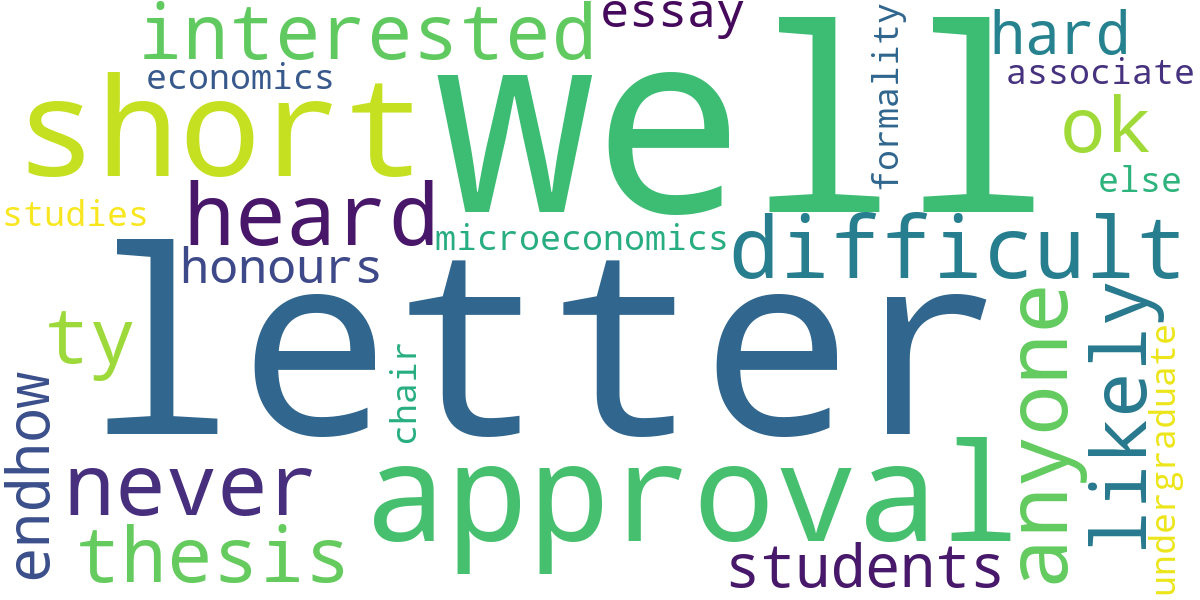 interested
essay
well
hard
formality
associate
economics
short
ok
else
heard
studies
microeconomics
difficult
honours
letter
ty
chair
anyone
likely
undergraduate
endhow
never
approval
thesis
students